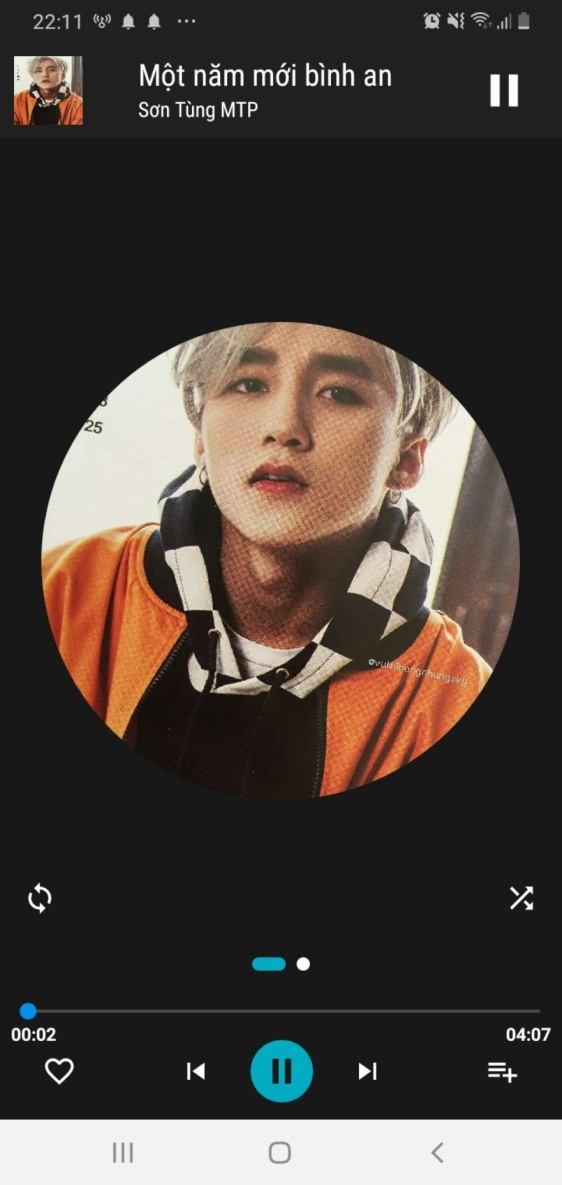 22:11
Một năm mới bình an
Sơn Tùng MTP
25
00:02
04:07